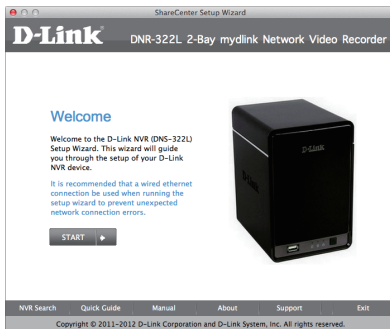 ShareCenter Setup Wizard
D-Link
DNR-322L 2-Bay mydlink Network Video Recorder
Welcome
Welcome to the D-Link NVR (DNS-322L)
Setup Wizard. This wizard will guide
you through the setup of your D-Link
NVR device.
It is recommended that a wired ethernet
connection be used when running the
setup wizard to prevent unexpected
network connection errors.
START
D-Link
D-Link
NVR Search Quick Guide Manual About Support Exit
Copyright © 2011-2012 D-Link Corporation and D-Link System, Inc. All rights reserved.